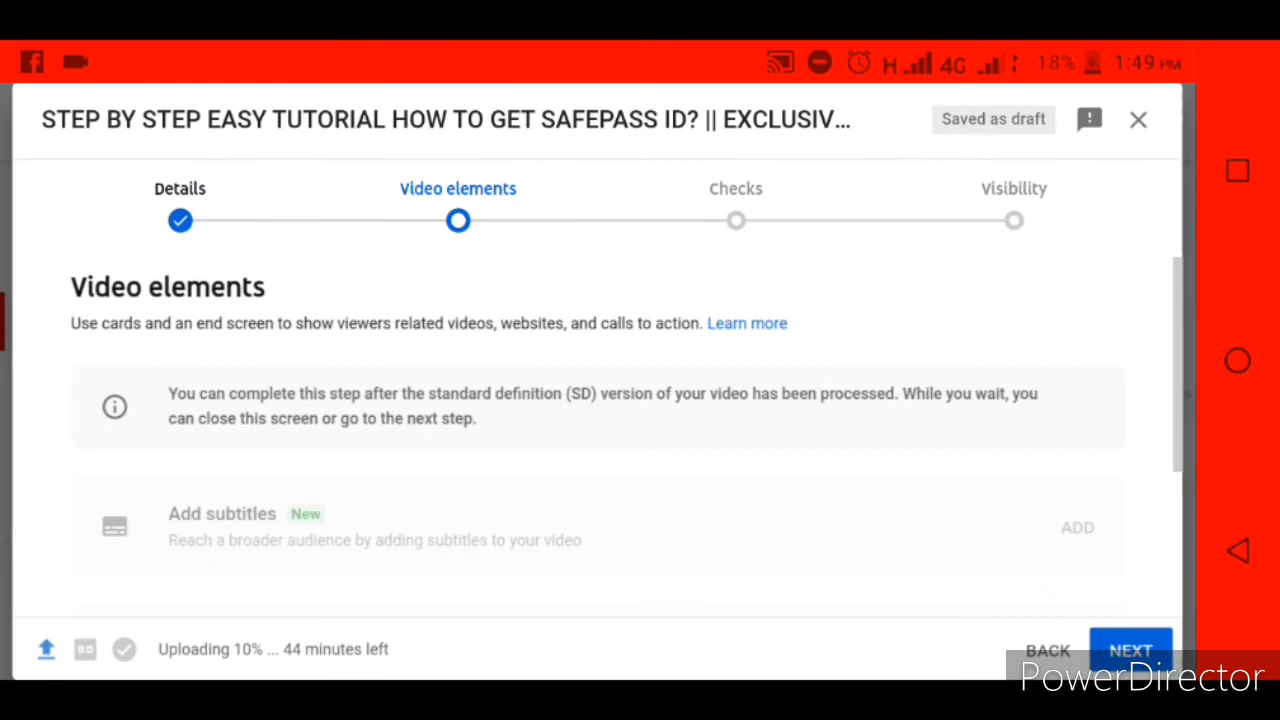 H 4G 18% 1:49 PM
STEP BY STEP EASY TUTORIAL HOW TO GET SAFEPASS ID? || EXCLUSIV...
Saved as draft
Details
Video elements
Checks
Visibility
Video elements
Use cards and an end screen to show viewers related videos, websites, and calls to action. Learn more
You can complete this step after the standard definition (SD) version of your video has been processed. While you wait, you
can close this screen or go to the next step.
Add subtitles New
Reach a broader audience by adding subtitles to your video
ADD
SD
Uploading 10% ... 44 minutes left
BACK
NEXT
PowerDirector